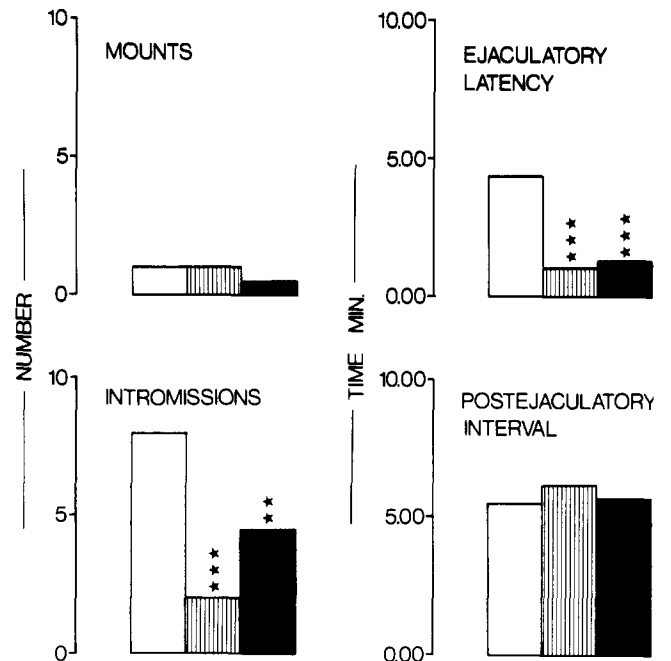 10
MOUNTS
5
0
10.00
EJACULATORY
LATENCY
5.00
★★★
★★★
0.00
NUMBER
TIME MIN.
10
INTROMISSIONS
5
★★★
★★
0
10.00
POSTEJACULATORY
INTERVAL
5.00
0.00